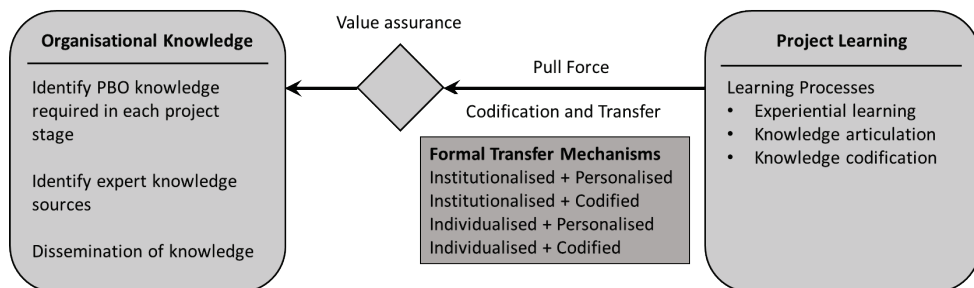 Organisational Knowledge
Identify PBO knowledge
required in each project
stage
Identify expert knowledge
sources
Dissemination of knowledge
Value assurance
Pull Force
Codification and Transfer
Formal Transfer Mechanisms
Institutionalised + Personalised
Institutionalised + Codified
Individualised + Personalised
Individualised + Codified
Project Learning
Learning Processes
• Experiential learning
• Knowledge articulation
• Knowledge codification